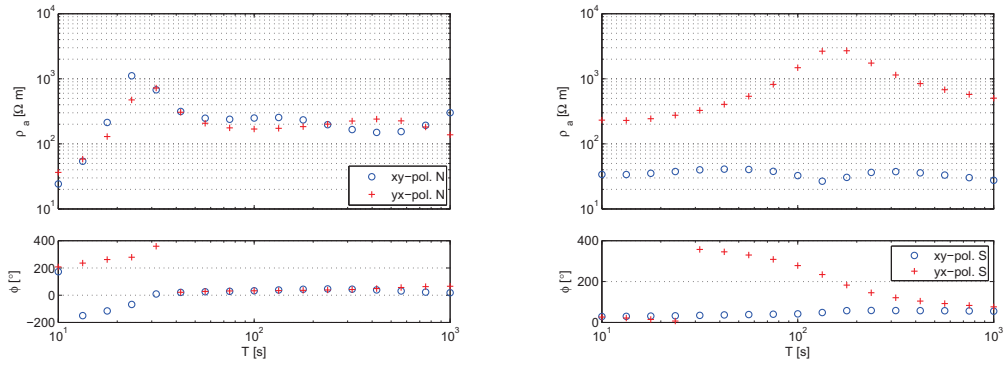 10^4
10^3
10^2
10^1
ρ_a [Ω m]
xy−pol. N
yx−pol. N
400
200
0
−200
ϕ [°]
10^1 10^2 10^3
T [s]
10^4
10^3
10^2
10^1
ρ_a [Ω m]
400
200
0
ϕ [°]
xy−pol. S
yx−pol. S
10^1 10^2 10^3
T [s]